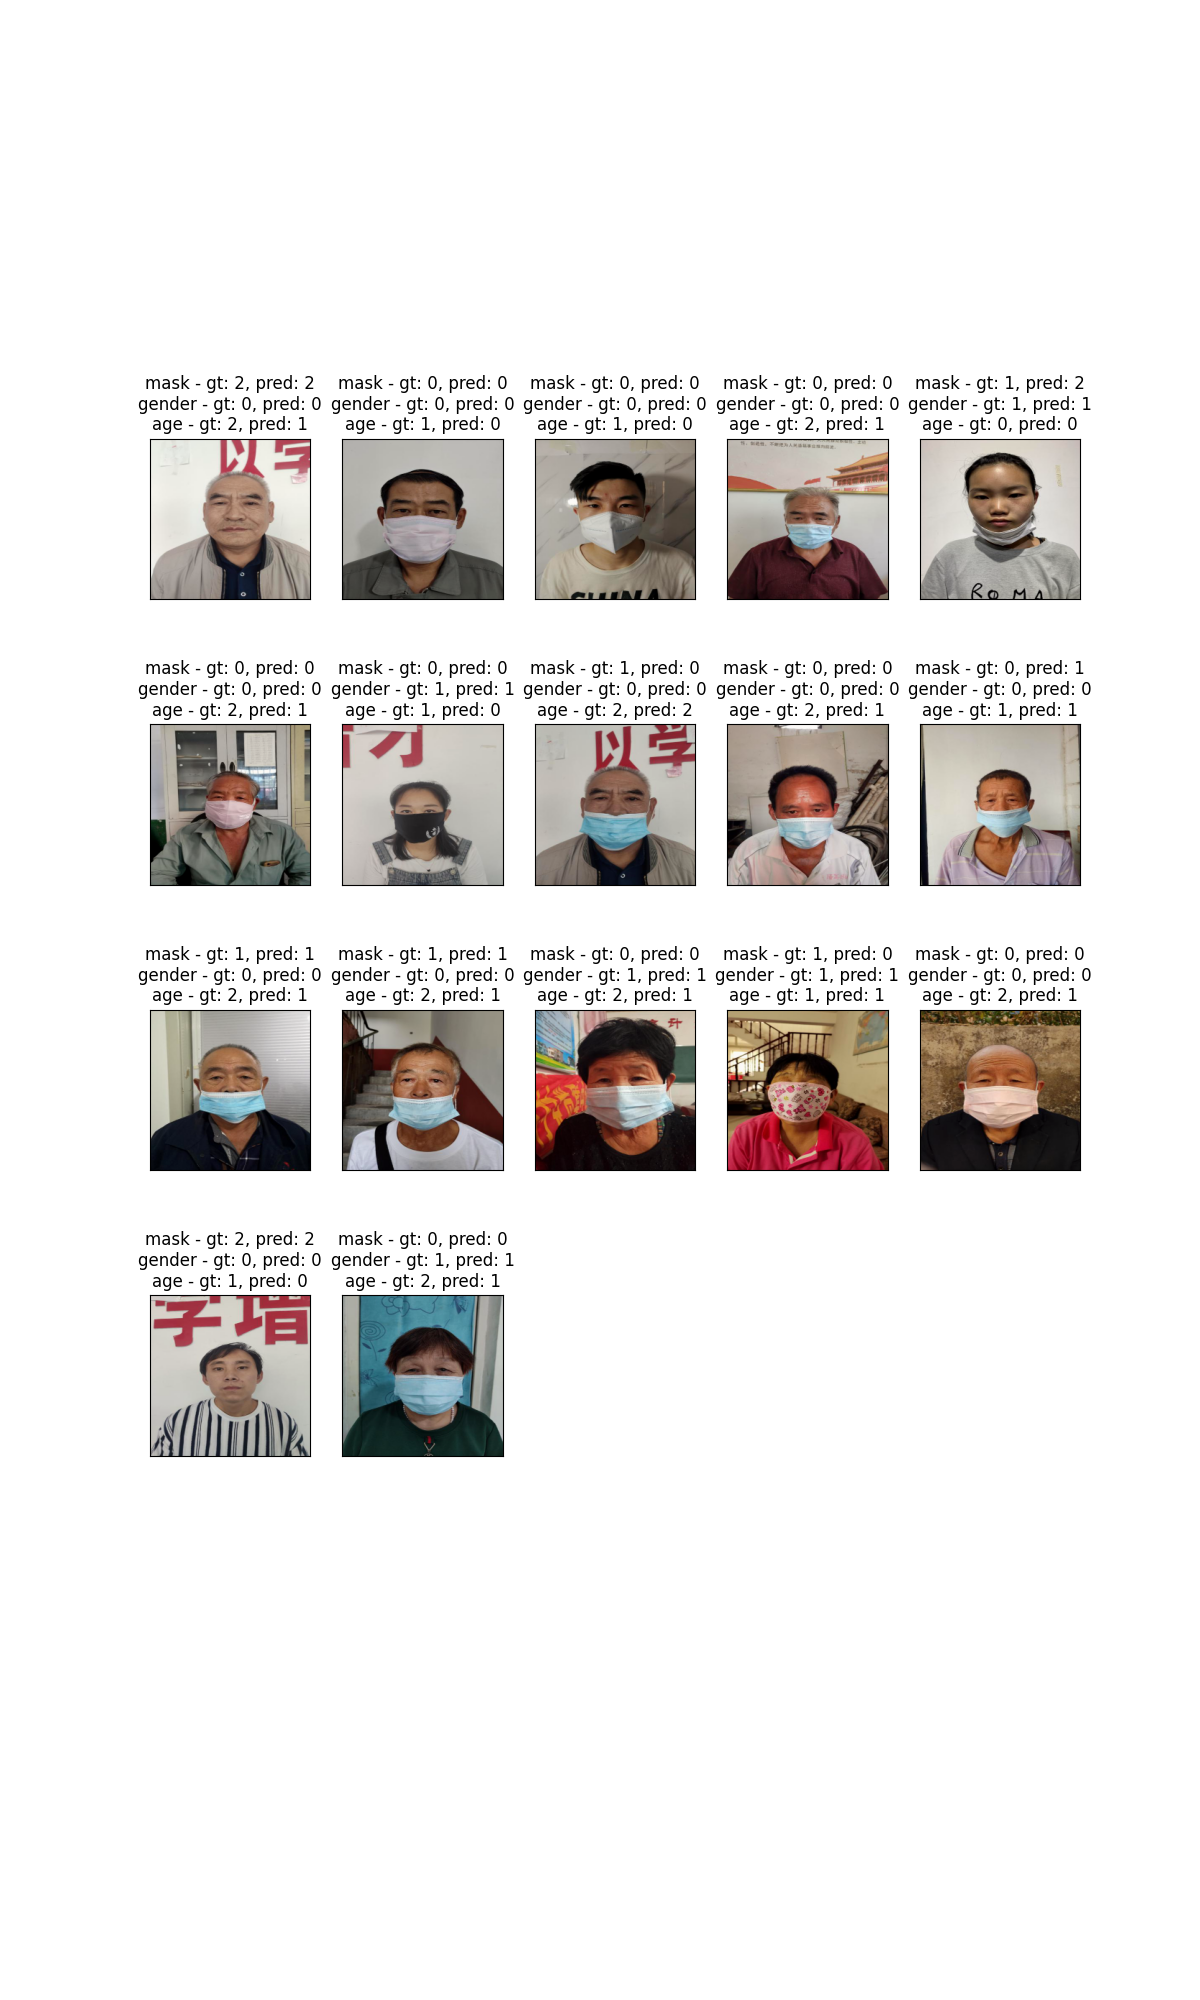 mask - gt: 2, pred: 2
gender - gt: 0, pred: 0
age - gt: 2, pred: 1
mask - gt: 0, pred: 0
gender - gt: 0, pred: 0
age - gt: 1, pred: 0
mask - gt: 0, pred: 0
gender - gt: 0, pred: 0
age - gt: 1, pred: 0
mask - gt: 0, pred: 0
gender - gt: 0, pred: 0
age - gt: 2, pred: 1
mask - gt: 1, pred: 2
gender - gt: 1, pred: 1
age - gt: 0, pred: 0
以学
ROMA
mask - gt: 0, pred: 0
gender - gt: 0, pred: 0
age - gt: 2, pred: 1
mask - gt: 0, pred: 0
gender - gt: 1, pred: 1
age - gt: 1, pred: 0
mask - gt: 1, pred: 0
gender - gt: 0, pred: 0
age - gt: 2, pred: 2
mask - gt: 0, pred: 0
gender - gt: 0, pred: 0
age - gt: 2, pred: 1
mask - gt: 0, pred: 1
gender - gt: 0, pred: 0
age - gt: 1, pred: 1
才
以学
mask - gt: 1, pred: 1
gender - gt: 0, pred: 0
age - gt: 2, pred: 1
mask - gt: 1, pred: 1
gender - gt: 0, pred: 0
age - gt: 2, pred: 1
mask - gt: 0, pred: 0
gender - gt: 1, pred: 1
age - gt: 2, pred: 1
mask - gt: 1, pred: 0
gender - gt: 1, pred: 1
age - gt: 1, pred: 1
mask - gt: 0, pred: 0
gender - gt: 0, pred: 0
age - gt: 2, pred: 1
mask - gt: 2, pred: 2
gender - gt: 0, pred: 0
age - gt: 1, pred: 0
mask - gt: 0, pred: 0
gender - gt: 1, pred: 1
age - gt: 2, pred: 1
学增